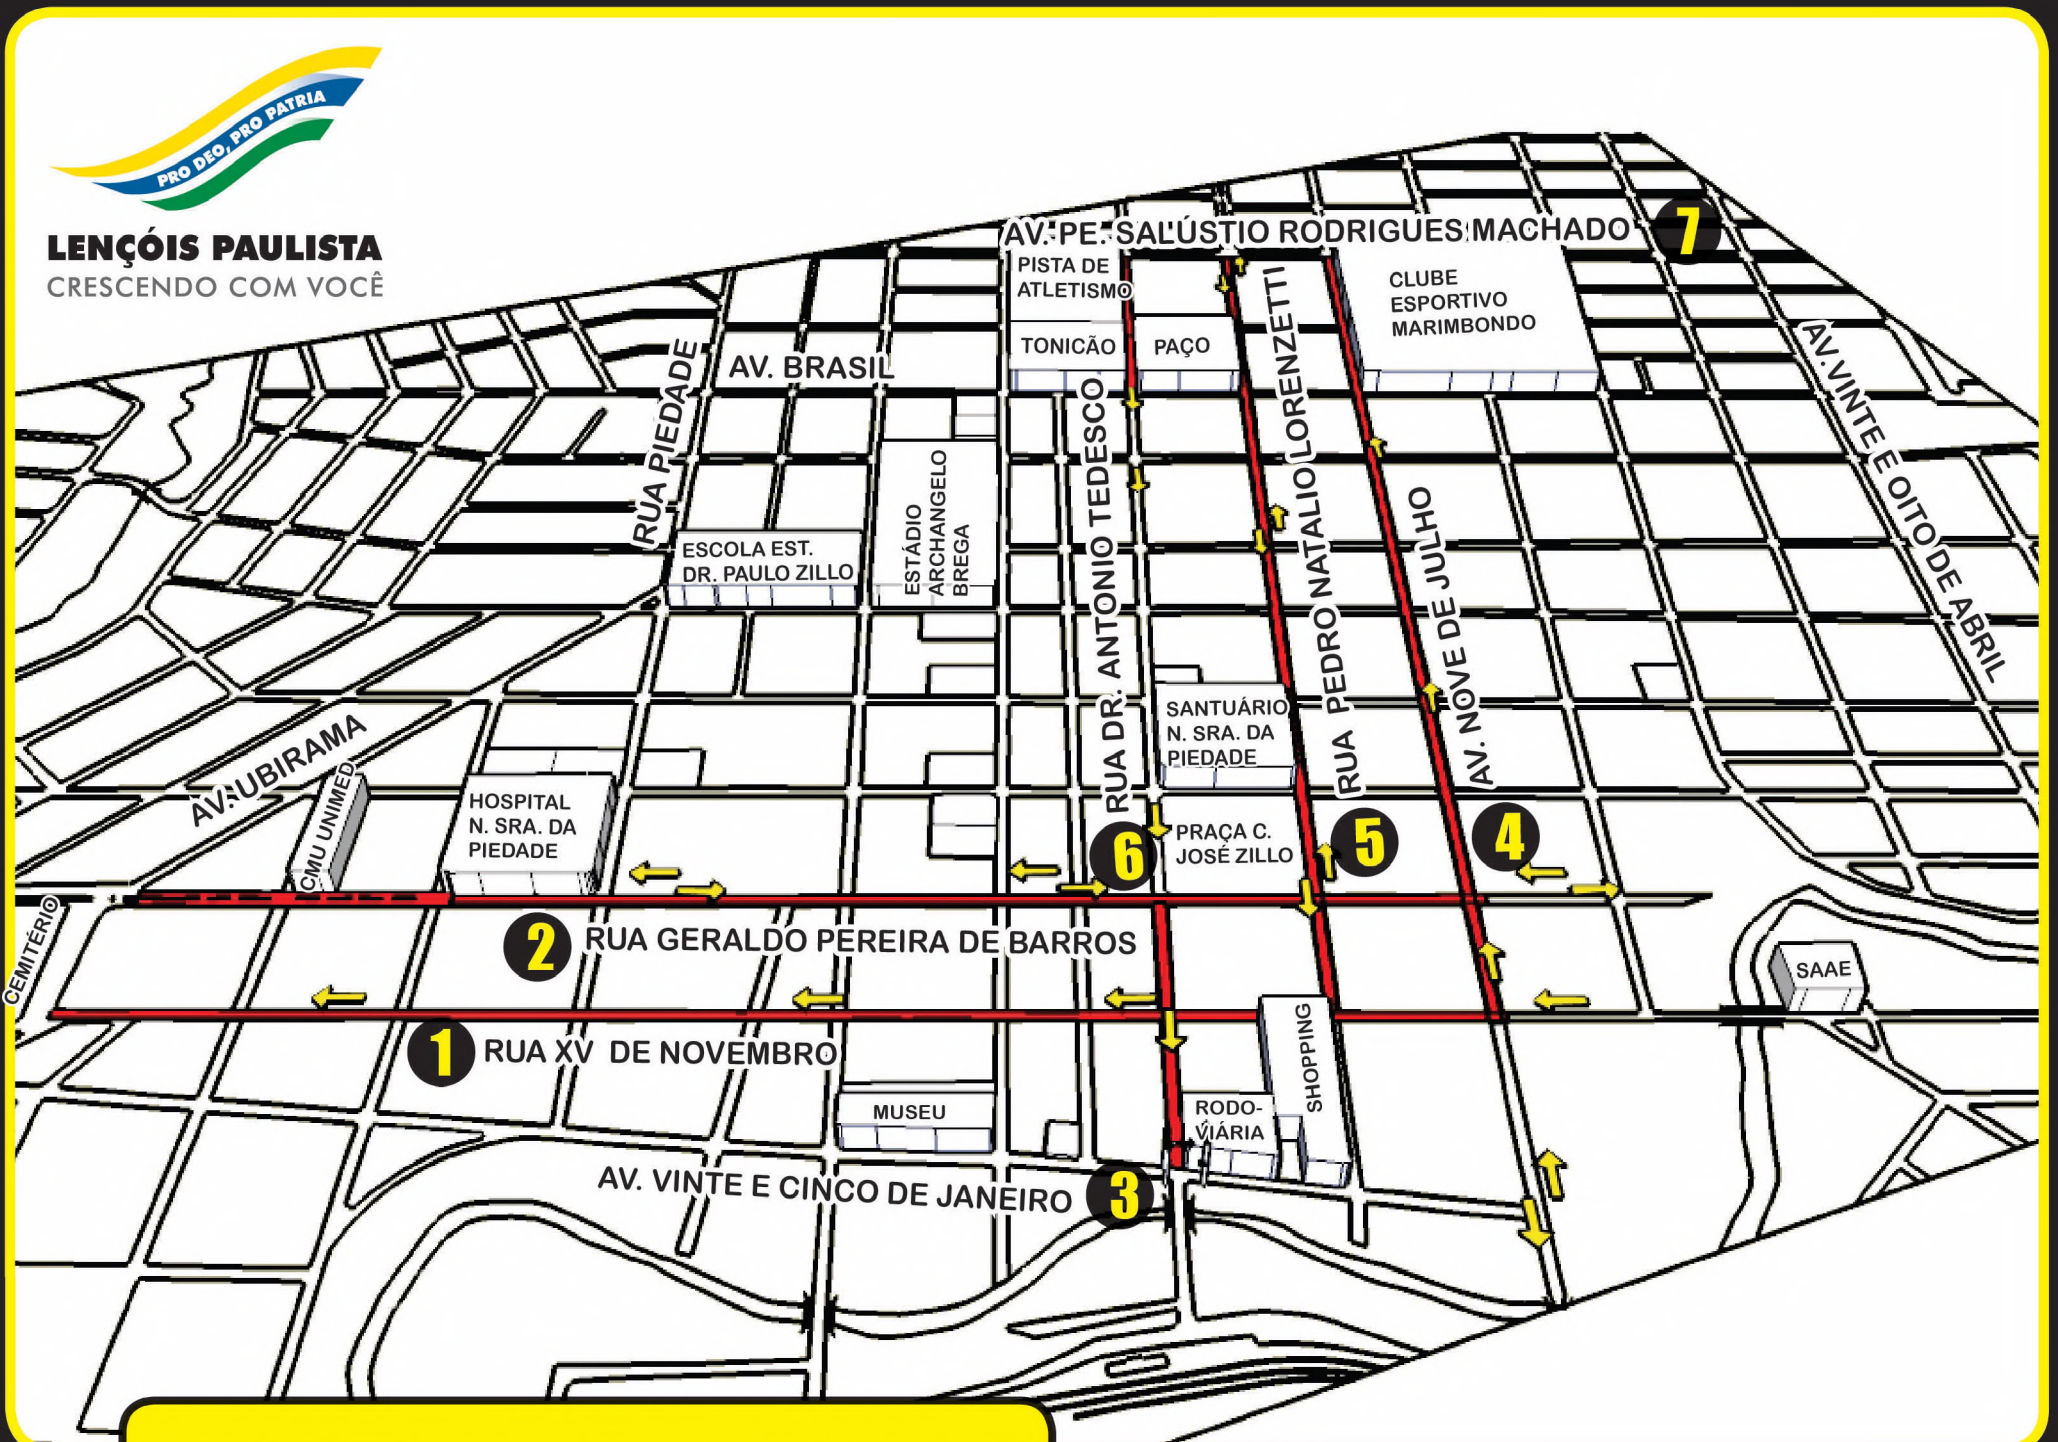 PRO DEO, PRO PATRIA
LENÇÓIS PAULISTA
CRESCENDO COM VOCÊ
AV. PE. SALÚSTIO RODRIGUES MACHADO
7
PISTA DE
ATLETISMO
CLUBE
ESPORTIVO
MARIMBONDO
TONICÃO
PAÇO
AV. BRASIL
RUA PIEDADE
RUA DR. ANTONIO TEDESCO
RUA PEDRO NATALIO LORENZETTI
AV. NOVE DE JULHO
AV. VINTE E OITO DE ABRIL
ESCOLA EST.
DR. PAULO ZILLO
ESTÁDIO
ARCHANGELO
BREGA
SANTUÁRIO
N. SRA. DA
PIEDADE
AV. UBIRAMA
CMU UNIMED
HOSPITAL
N. SRA. DA
PIEDADE
6
PRAÇA C.
JOSÉ ZILLO
5
4
CEMITÉRIO
2
RUA GERALDO PEREIRA DE BARROS
SAAE
1
RUA XV DE NOVEMBRO
SHOPPING
MUSEU
RODO-
VIÁRIA
AV. VINTE E CINCO DE JANEIRO
3